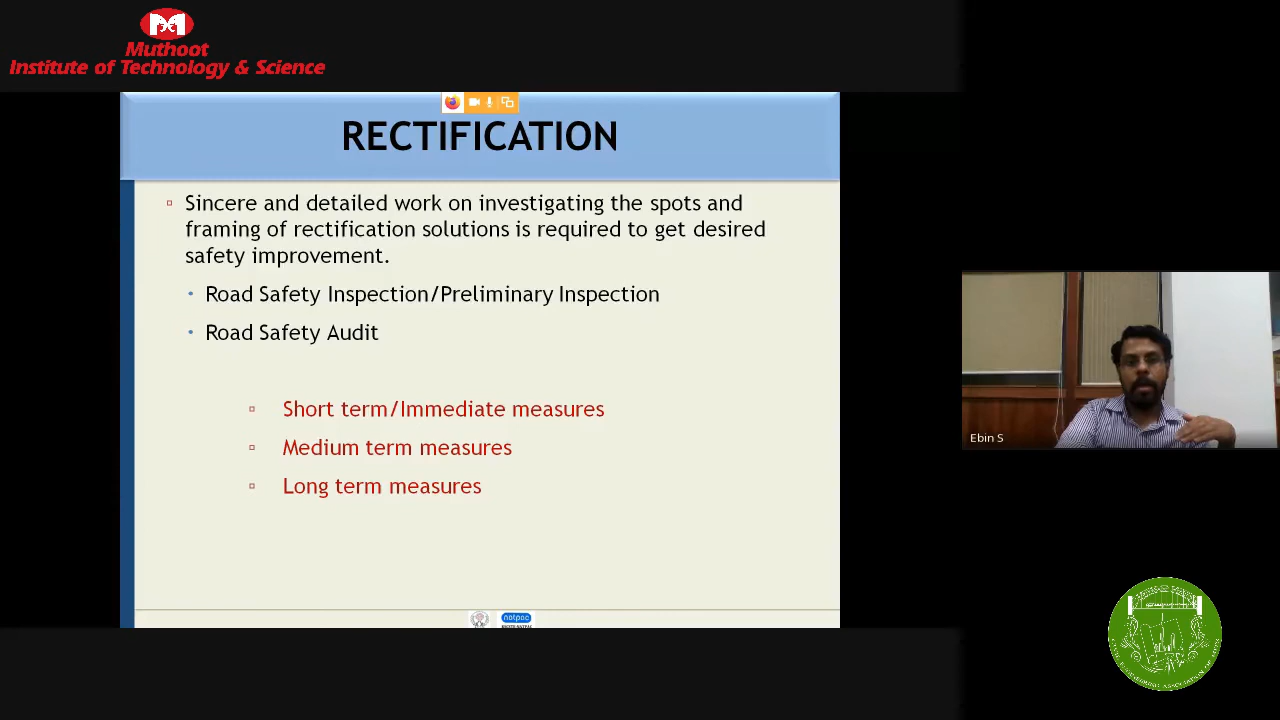 Muthoot
Institute of Technology & Science
RECTIFICATION
Sincere and detailed work on investigating the spots and
framing of rectification solutions is required to get desired
safety improvement.
Road Safety Inspection/Preliminary Inspection
Road Safety Audit
Short term/Immediate measures
Medium term measures
Long term measures
natpac
Ebin S